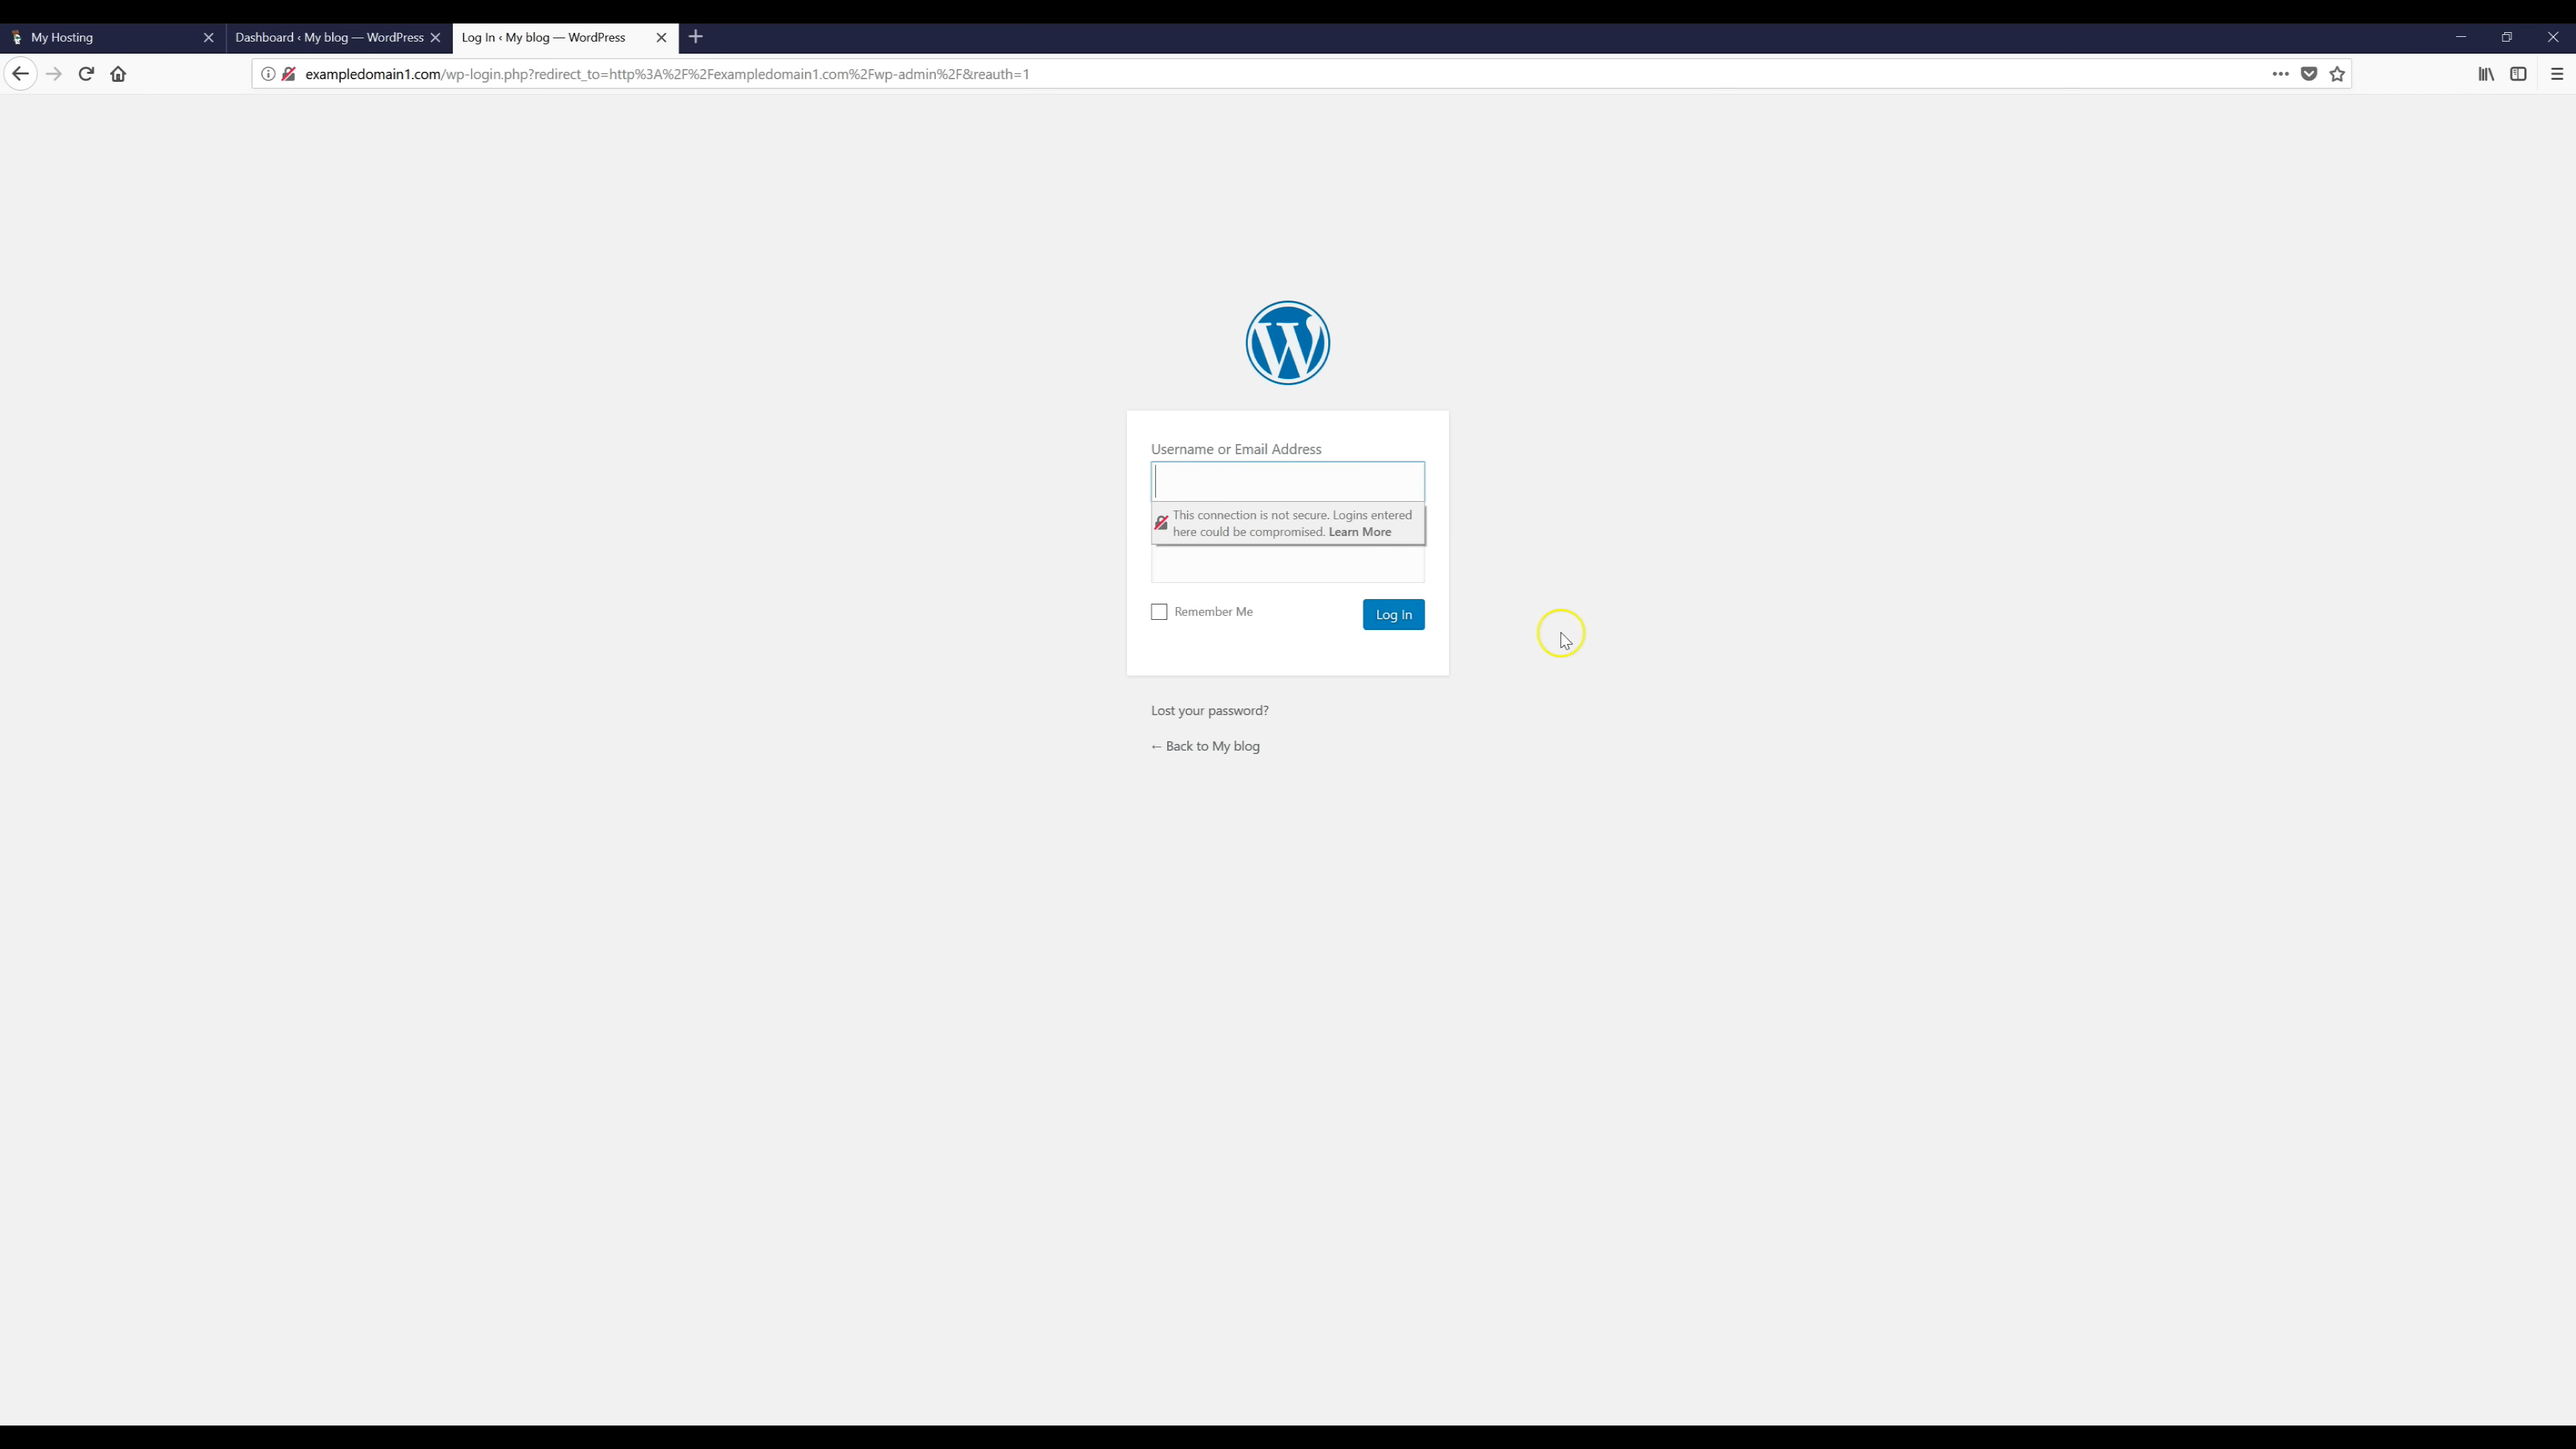 My Hosting
Dashboard ‹ My blog — WordPress
Log In ‹ My blog — WordPress
exampledomain1.com/wp-login.php?redirect_to=http%3A%2F%2Fexampledomain1.com%2Fwp-admin%2F&reauth=1
Username or Email Address
This connection is not secure. Logins entered
here could be compromised. Learn More
Remember Me
Log In
Lost your password?
← Back to My blog